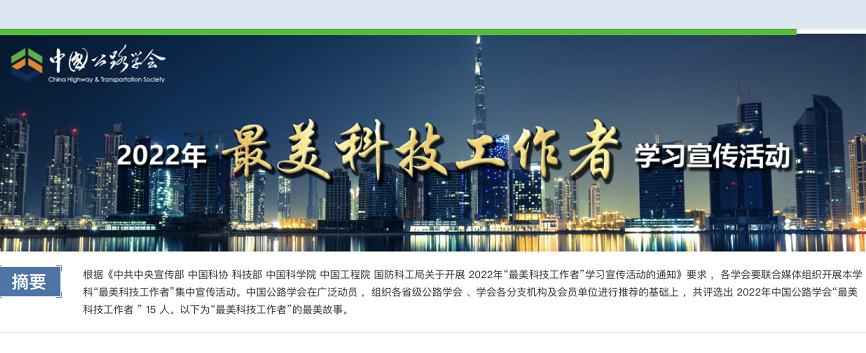 中国公路学会
China Highway & Transportation Society
2022年 最美科技工作者 学习宣传活动
摘要
根据《中共中央宣传部 中国科协 科技部 中国科学院 中国工程院 国防科工局关于开展 2022年“最美科技工作者”学习宣传活动的通知》要求 ，各学会要联合媒体组织开展本学
科“最美科技工作者”集中宣传活动。中国公路学会在广泛动员 ，组织各省级公路学会 、学会各分支机构及会员单位进行推荐的基础上 ，共评选出 2022年中国公路学会“最美
科技工作者 ” 15 人。以下为“最美科技工作者”的最美故事。